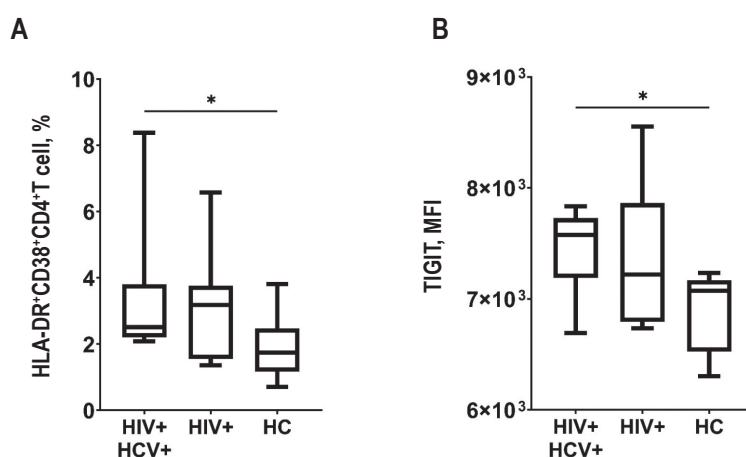 A
HLA-DR⁺CD38⁺CD4⁺T cell, %
10
8
6
4
2
0
*
HIV+
HCV+
HIV+
HC
B
TIGIT, MFI
9×10³
8×10³
7×10³
6×10³
*
HIV+
HCV+
HIV+
HC